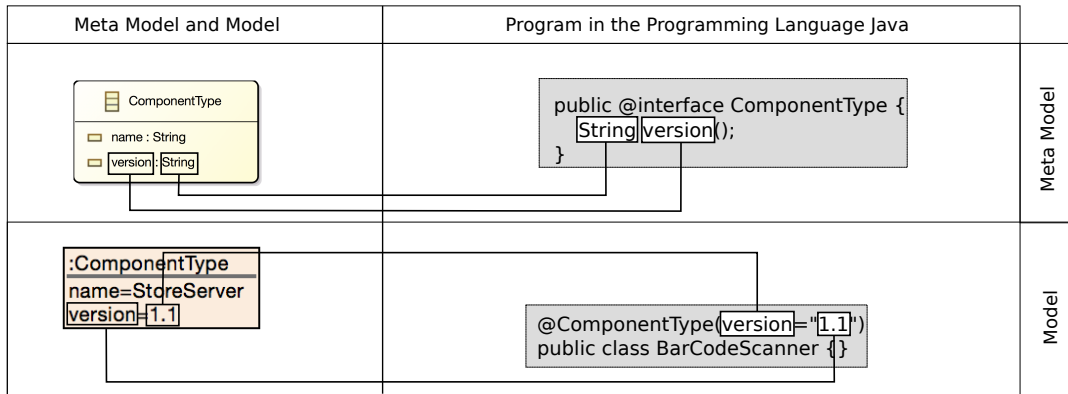 Meta Model and Model
Program in the Programming Language Java
ComponentType
name : String
version : String
public @interface ComponentType {
String version();
}
Meta Model
:ComponentType
name=StoreServer
version=1.1
@ComponentType(version="1.1")
public class BarCodeScanner {}
Model